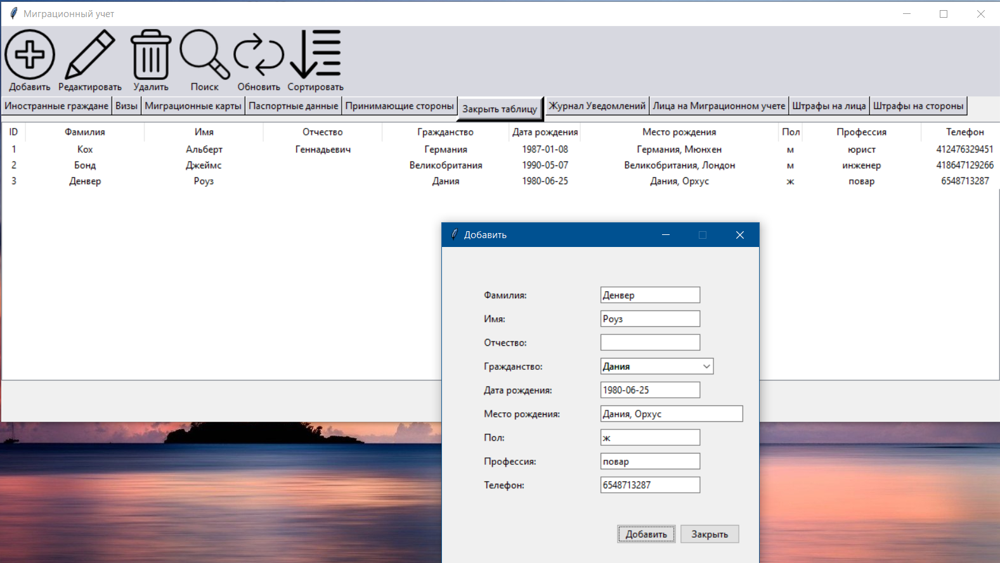 Миграционный учет
Добавить Редактировать Удалить Поиск Обновить Сортировать
Иностранные граждане Визы Миграционные карты Паспортные данные Принимающие стороны Закрыть таблицу Журнал Уведомлений Лица на Миграционном учете Штрафы на лица Штрафы на стороны
ID Фамилия Имя Отчество Гражданство Дата рождения Место рождения Пол Профессия Телефон
1 Кох Альберт Геннадьевич Германия 1987-01-08 Германия, Мюнхен м юрист 412476329451
2 Бонд Джеймс Великобритания 1990-05-07 Великобритания, Лондон м инженер 418647129266
3 Денвер Роуз Дания 1980-06-25 Дания, Орхус ж повар 6548713287
Добавить
Фамилия: Денвер
Имя: Роуз
Отчество:
Гражданство: Дания
Дата рождения: 1980-06-25
Место рождения: Дания, Орхус
Пол: ж
Профессия: повар
Телефон: 6548713287
Добавить Закрыть